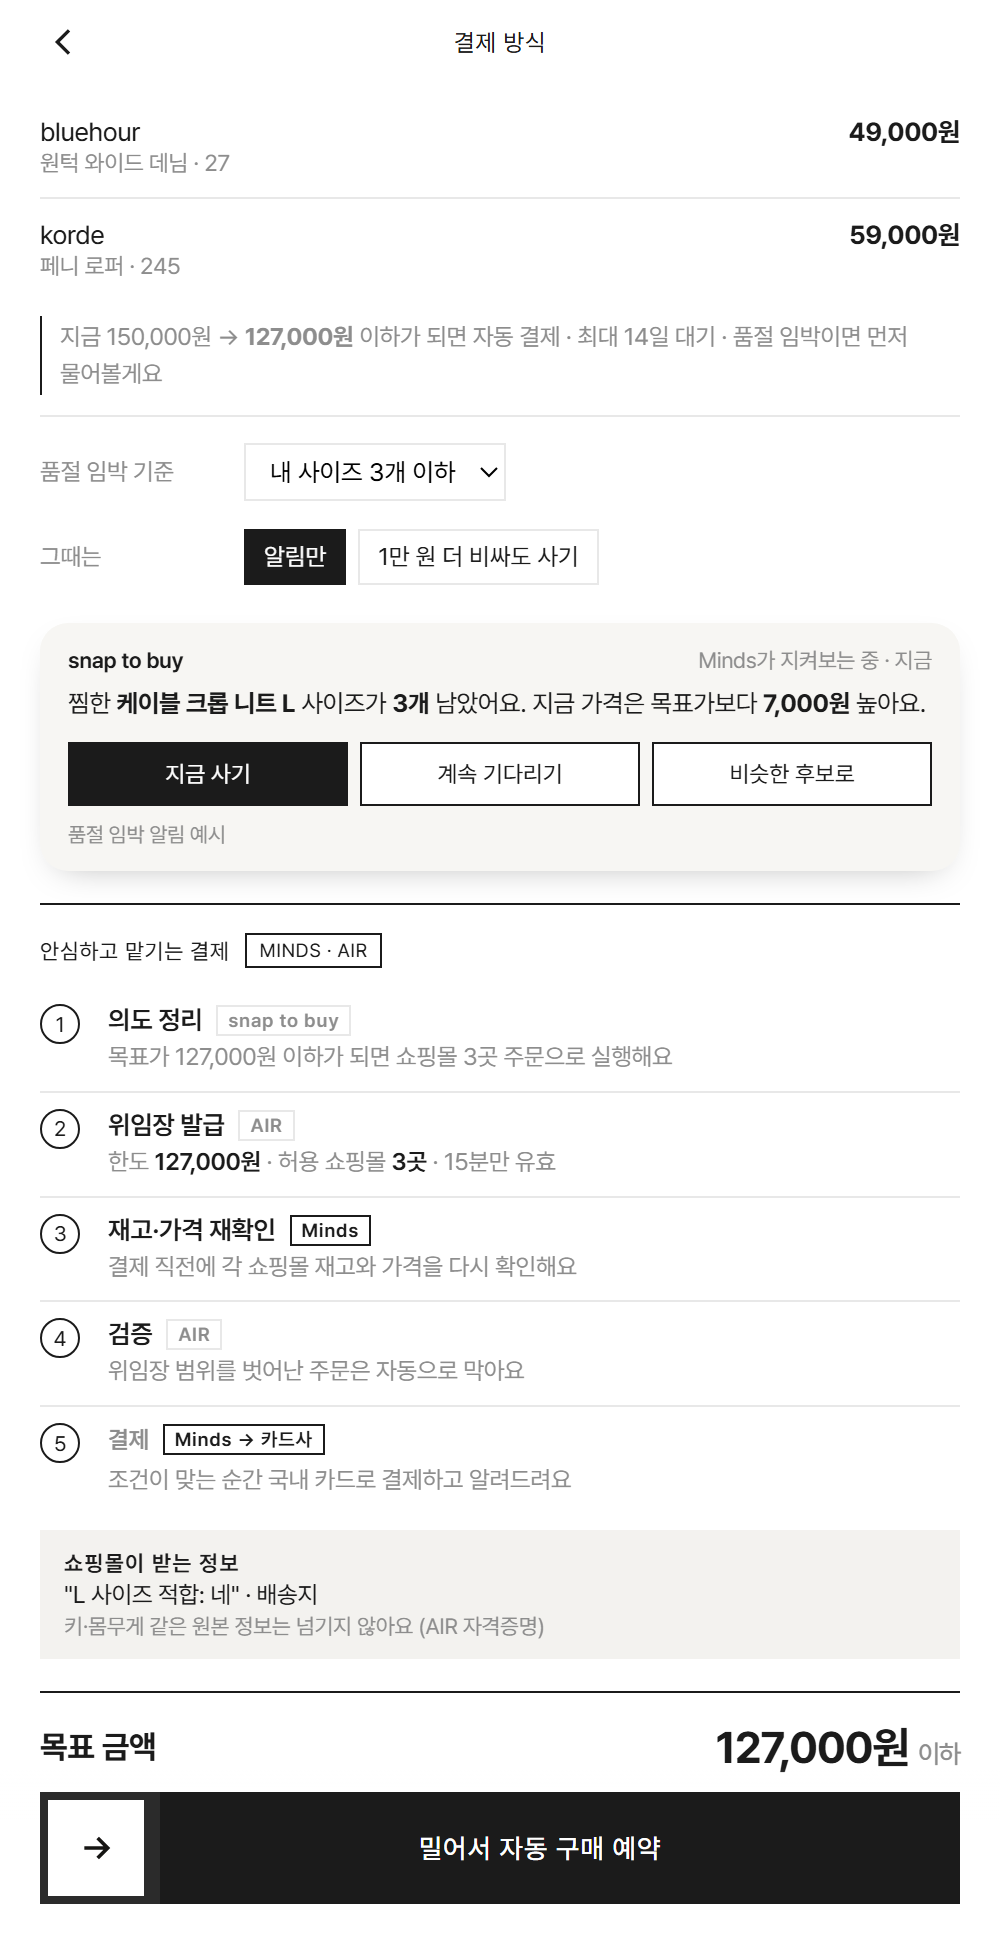 결제 방식
bluehour 49,000원
원턱 와이드 데님 · 27
korde 59,000원
페니 로퍼 · 245
지금 150,000원 → 127,000원 이하가 되면 자동 결제 · 최대 14일 대기 · 품절 임박이면 먼저
물어볼게요
품절 임박 기준 내 사이즈 3개 이하
그때는 알림만 1만 원 더 비싸도 사기
snap to buy Minds가 지켜보는 중 · 지금
찜한 케이블 크롭 니트 L 사이즈가 3개 남았어요. 지금 가격은 목표가보다 7,000원 높아요.
지금 사기 계속 기다리기 비슷한 후보로
품절 임박 알림 예시
안심하고 맡기는 결제 MINDS · AIR
1 의도 정리 snap to buy
목표가 127,000원 이하가 되면 쇼핑몰 3곳 주문으로 실행해요
2 위임장 발급 AIR
한도 127,000원 · 허용 쇼핑몰 3곳 · 15분만 유효
3 재고·가격 재확인 Minds
결제 직전에 각 쇼핑몰 재고와 가격을 다시 확인해요
4 검증 AIR
위임장 범위를 벗어난 주문은 자동으로 막아요
5 결제 Minds → 카드사
조건이 맞는 순간 국내 카드로 결제하고 알려드려요
쇼핑몰이 받는 정보
"L 사이즈 적합: 네" · 배송지
키·몸무게 같은 원본 정보는 넘기지 않아요 (AIR 자격증명)
목표 금액 127,000원 이하
→ 밀어서 자동 구매 예약